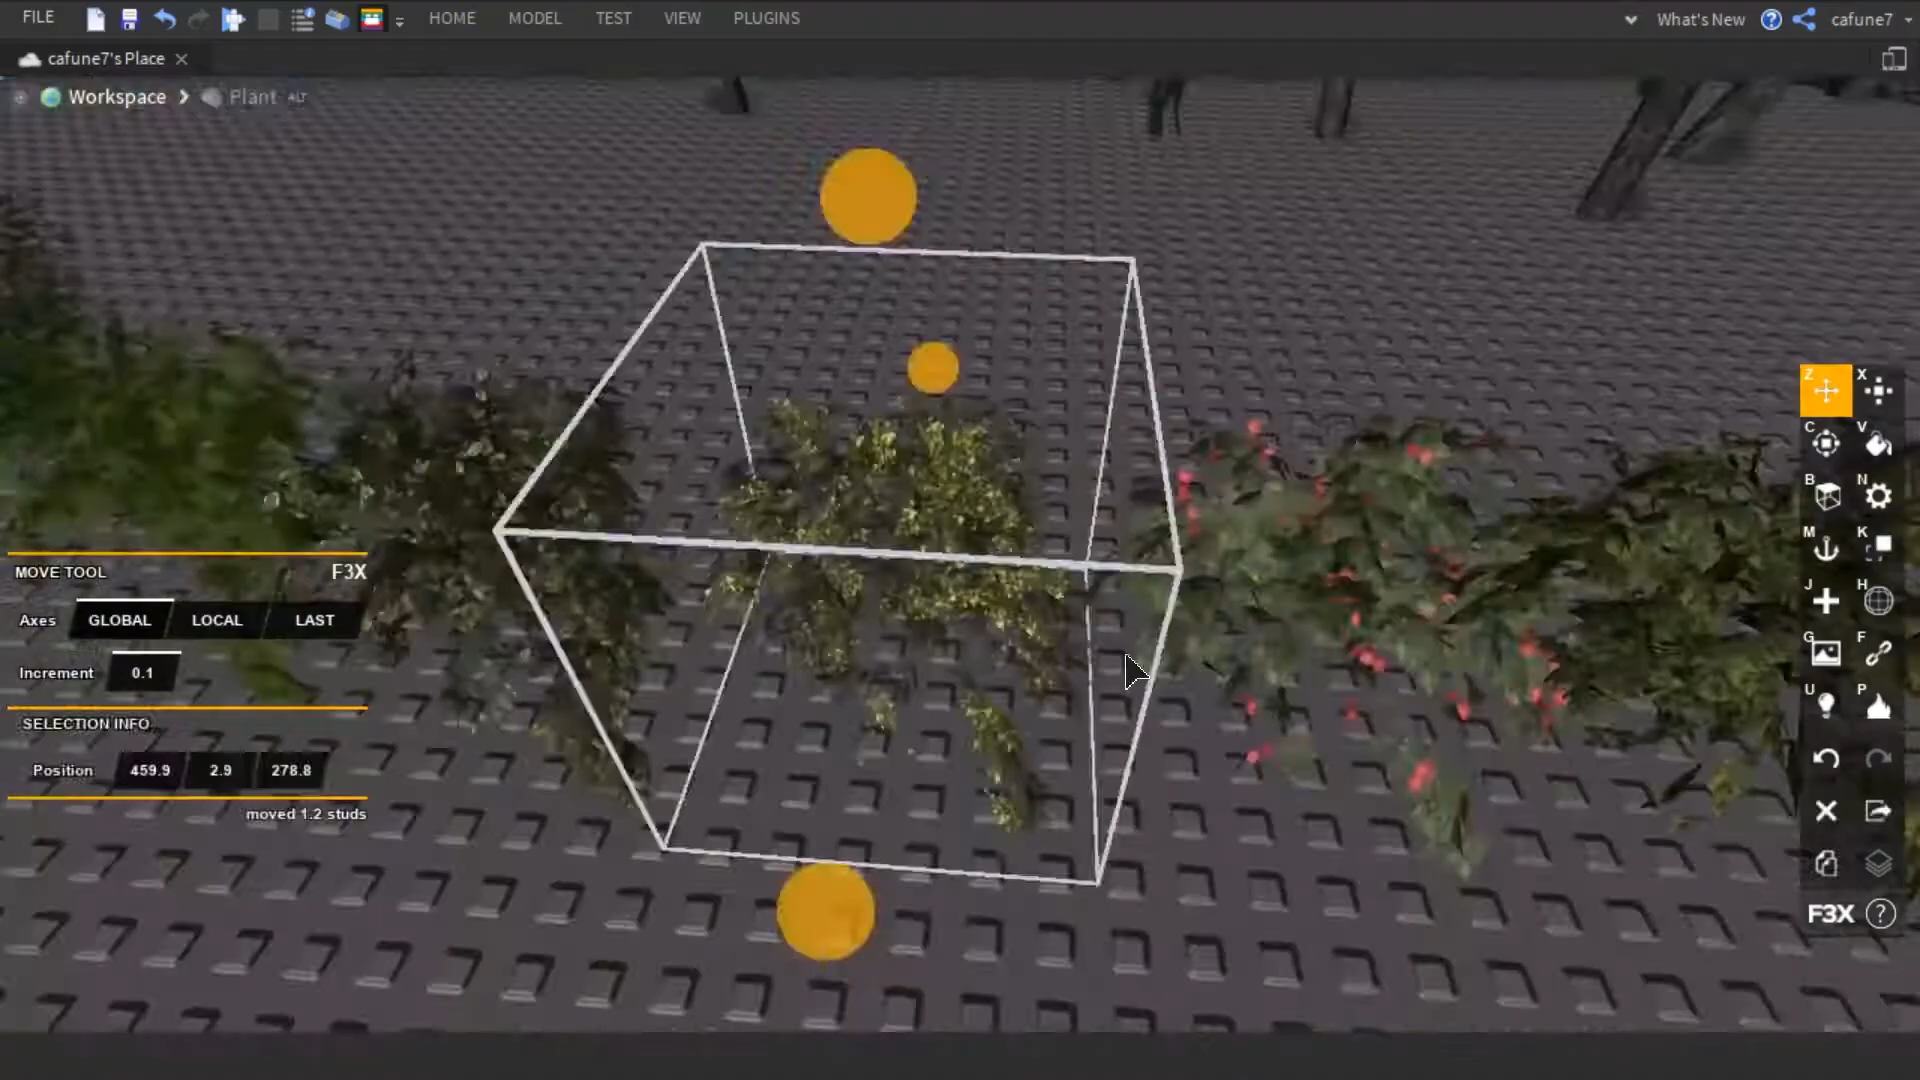 FILE HOME MODEL TEST VIEW PLUGINS What's New cafune7
cafune7's Place
Workspace Plant ALT
MOVE TOOL F3X
Axes GLOBAL LOCAL LAST
Increment 0.1
SELECTION INFO
Position 459.9 2.9 278.8
moved 1.2 studs
Z X
C V
B N
M K
J H
G F
U P
F3X ?